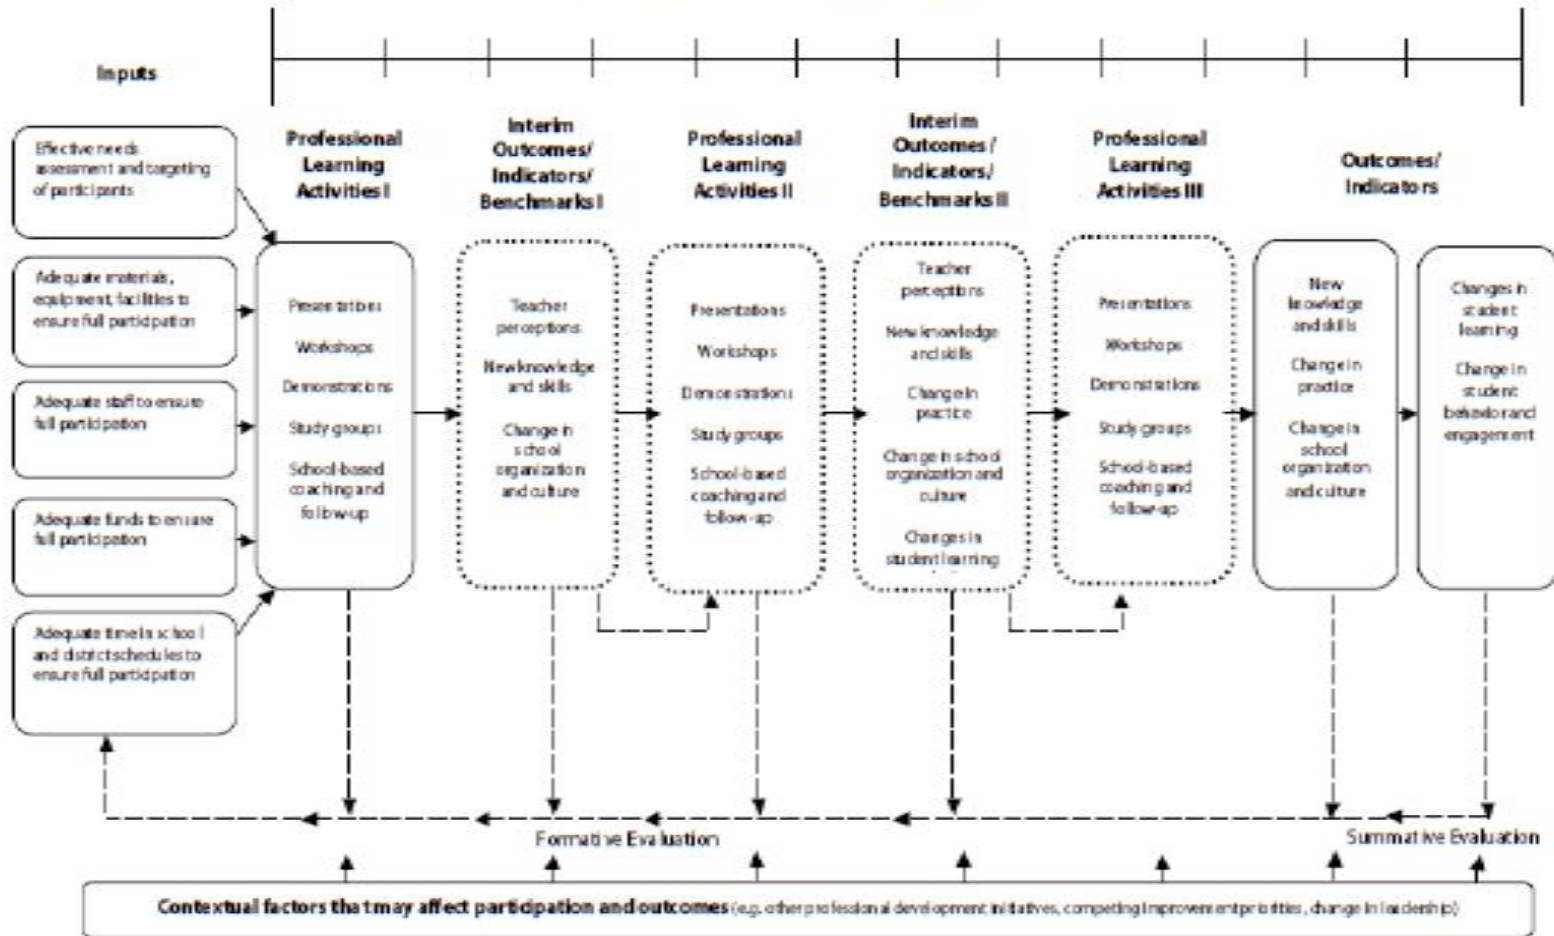 Inputs
Effective needs
assessment and targeting
of participants
Adequate materials,
equipment, facilities to
ensure full participation
Adequate staff to ensure
full participation
Adequate funds to ensure
full participation
Adequate time in school
and district schedules to
ensure full participation
Professional
Learning
Activities I
Presentations
Workshops
Demonstrations
Study groups
School-based
coaching and
follow-up
Interim
Outcomes/
Indicators/
Benchmarks I
Teacher
perceptions
New knowledge
and skills
Change in
school
organization
and culture
Professional
Learning
Activities II
Presentations
Workshops
Demonstrations
Study groups
School-based
coaching and
follow-up
Interim
Outcomes/
Indicators/
Benchmarks II
Teacher
perceptions
New knowledge
and skills
Change in
practice
Change in school
organization and
culture
Changes in
student learning
Professional
Learning
Activities III
Presentations
Workshops
Demonstrations
Study groups
School-based
coaching and
follow-up
Outcomes/
Indicators
New
knowledge
and skills
Change in
practice
Change in
school
organization
and culture
Changes in
student
learning
Change in
student
behavior and
engagement
Formative Evaluation
Summative Evaluation
Contextual factors that may affect participation and outcomes (e.g. other professional development initiatives, competing improvement priorities, change in leadership)